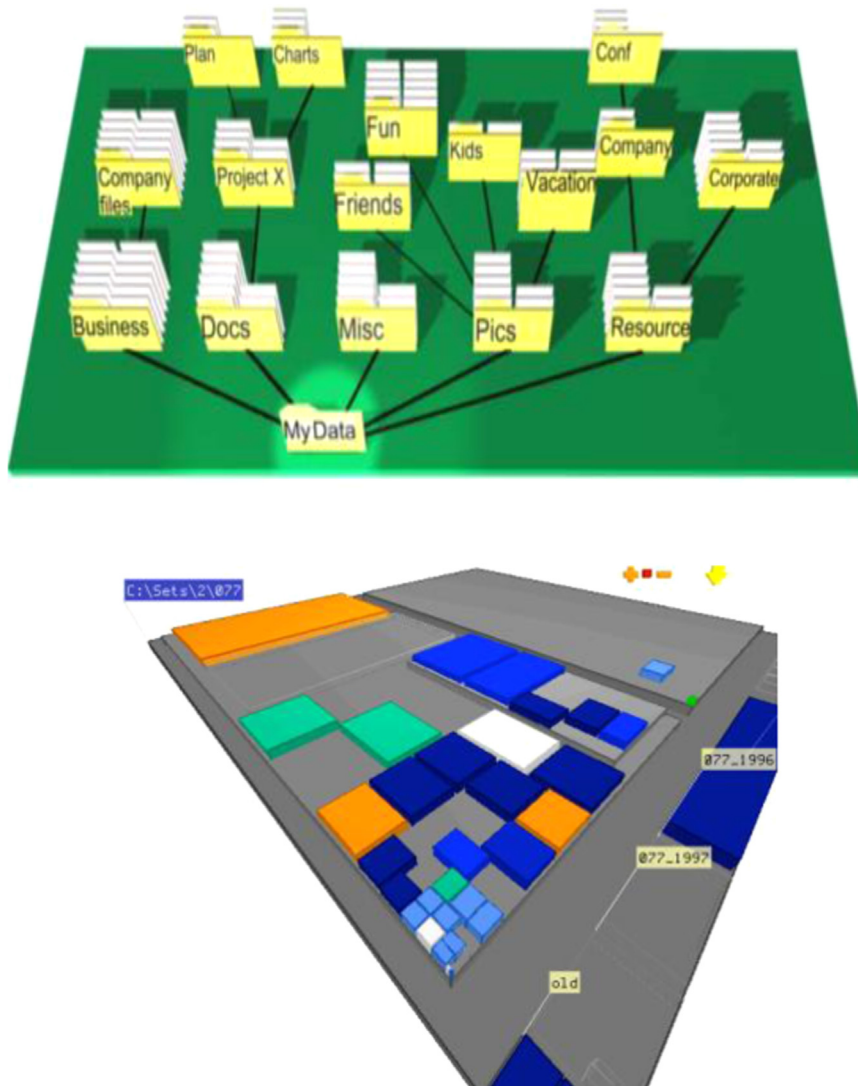 Plan
Charts
Conf
Fun
Kids
Company
Company
files
Project X
Friends
Vacation
Corporate
Business
Docs
Misc
Pics
Resource
My Data
C:\Sets\2\077
077_1996
077_1997
old